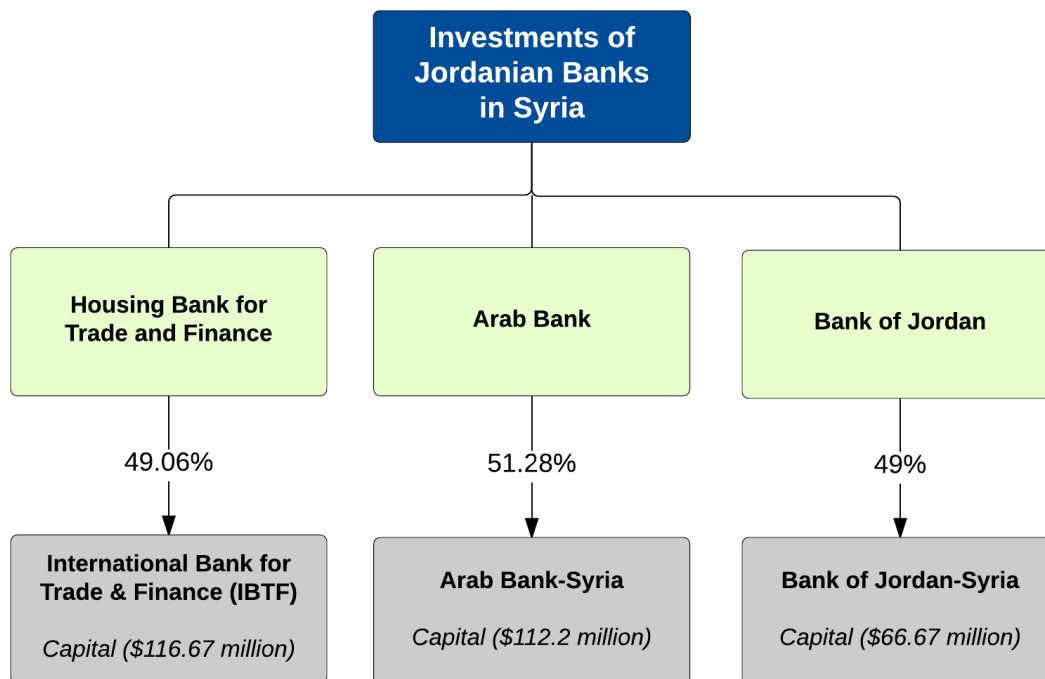 Investments of
Jordanian Banks
in Syria
Housing Bank for
Trade and Finance
Arab Bank
Bank of Jordan
49.06%
51.28%
49%
International Bank for
Trade & Finance (IBTF)
Capital ($116.67 million)
Arab Bank-Syria
Capital ($112.2 million)
Bank of Jordan-Syria
Capital ($66.67 million)